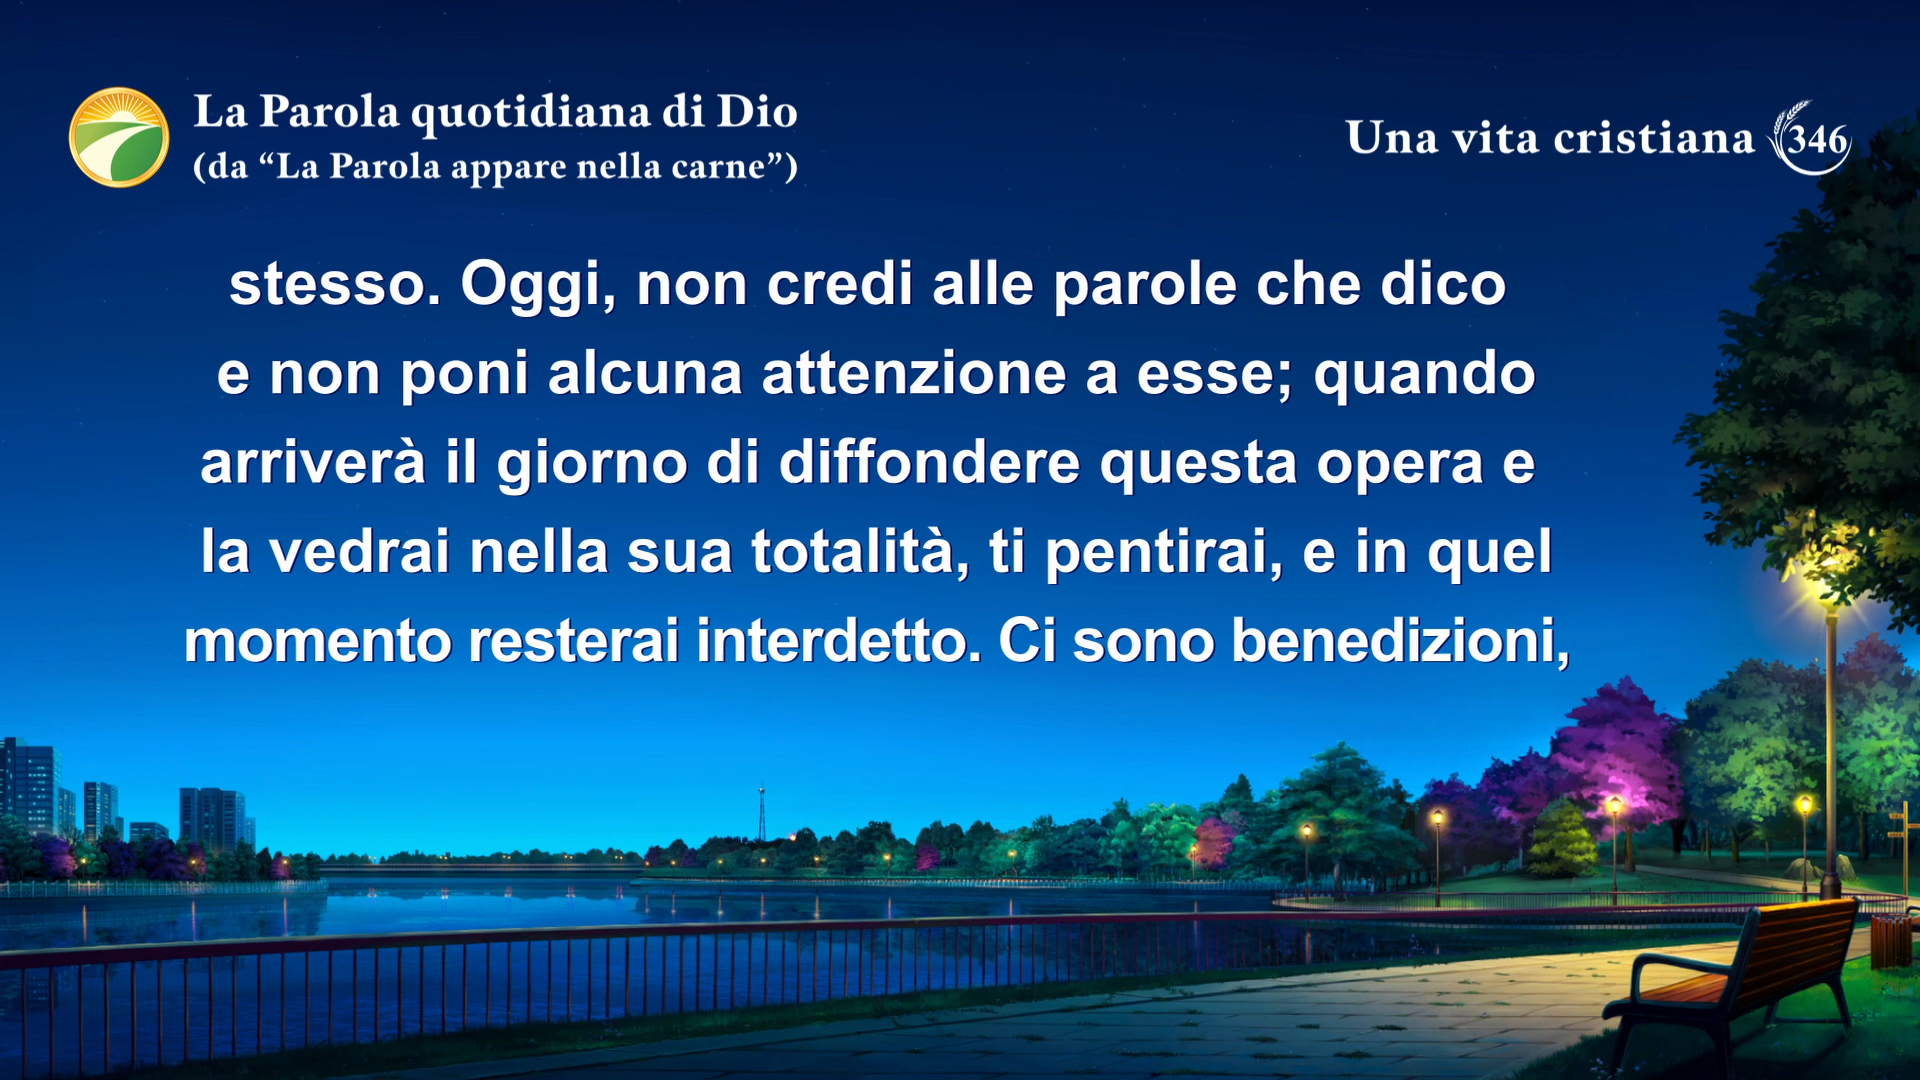 La Parola quotidiana di Dio
(da “La Parola appare nella carne”)
Una vita cristiana 346
stesso. Oggi, non credi alle parole che dico
e non poni alcuna attenzione a esse; quando
arriverà il giorno di diffondere questa opera e
la vedrai nella sua totalità, ti pentirai, e in quel
momento resterai interdetto. Ci sono benedizioni,